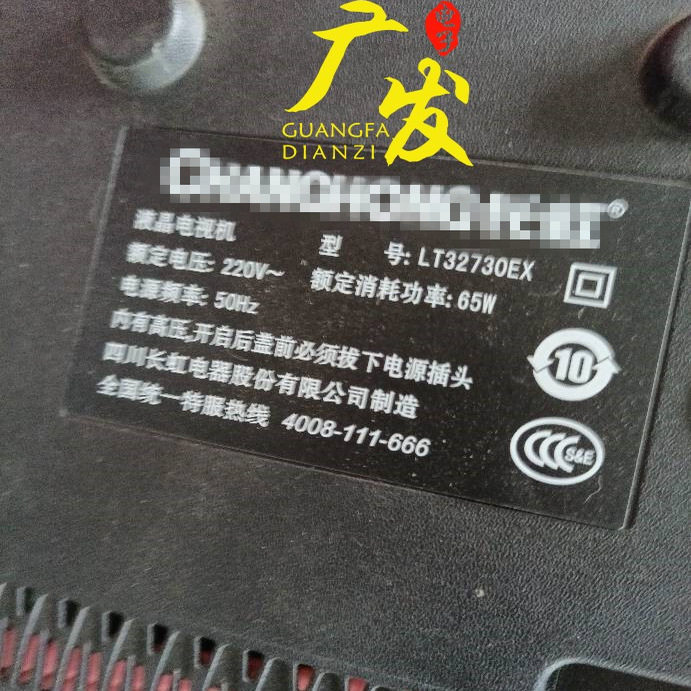 广发
GUANGFA
DIANZI
CHANGHONG
液晶电视机 型 号: LT32730EX
额定电压: 220V~ 额定消耗功率: 65W
电源频率: 50Hz
内有高压,开启后盖前必须拔下电源插头
四川长虹电器股份有限公司制造
全国统一特服热线 4008-111-666
10
CCC S&E